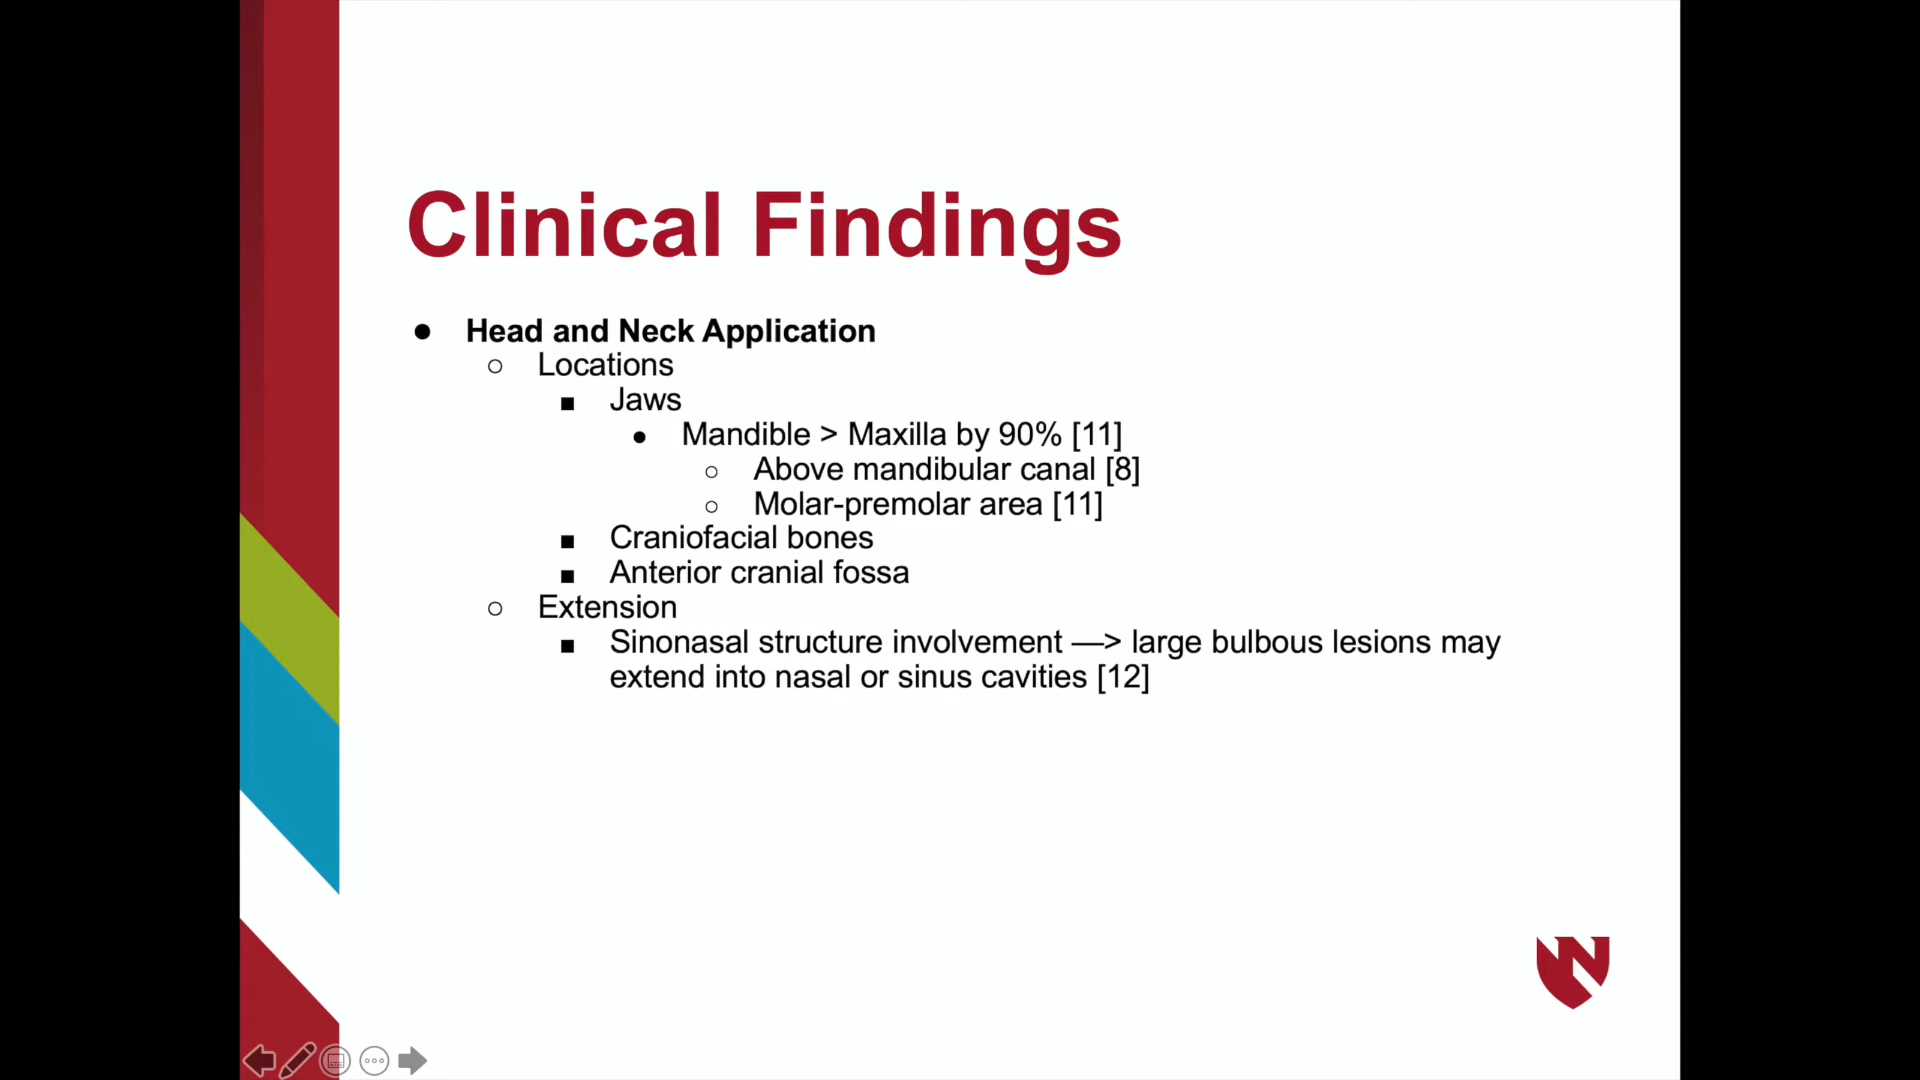 Clinical Findings
● Head and Neck Application
○ Locations
■ Jaws
● Mandible > Maxilla by 90% [11]
○ Above mandibular canal [8]
○ Molar-premolar area [11]
■ Craniofacial bones
■ Anterior cranial fossa
○ Extension
■ Sinonasal structure involvement —> large bulbous lesions may
extend into nasal or sinus cavities [12]